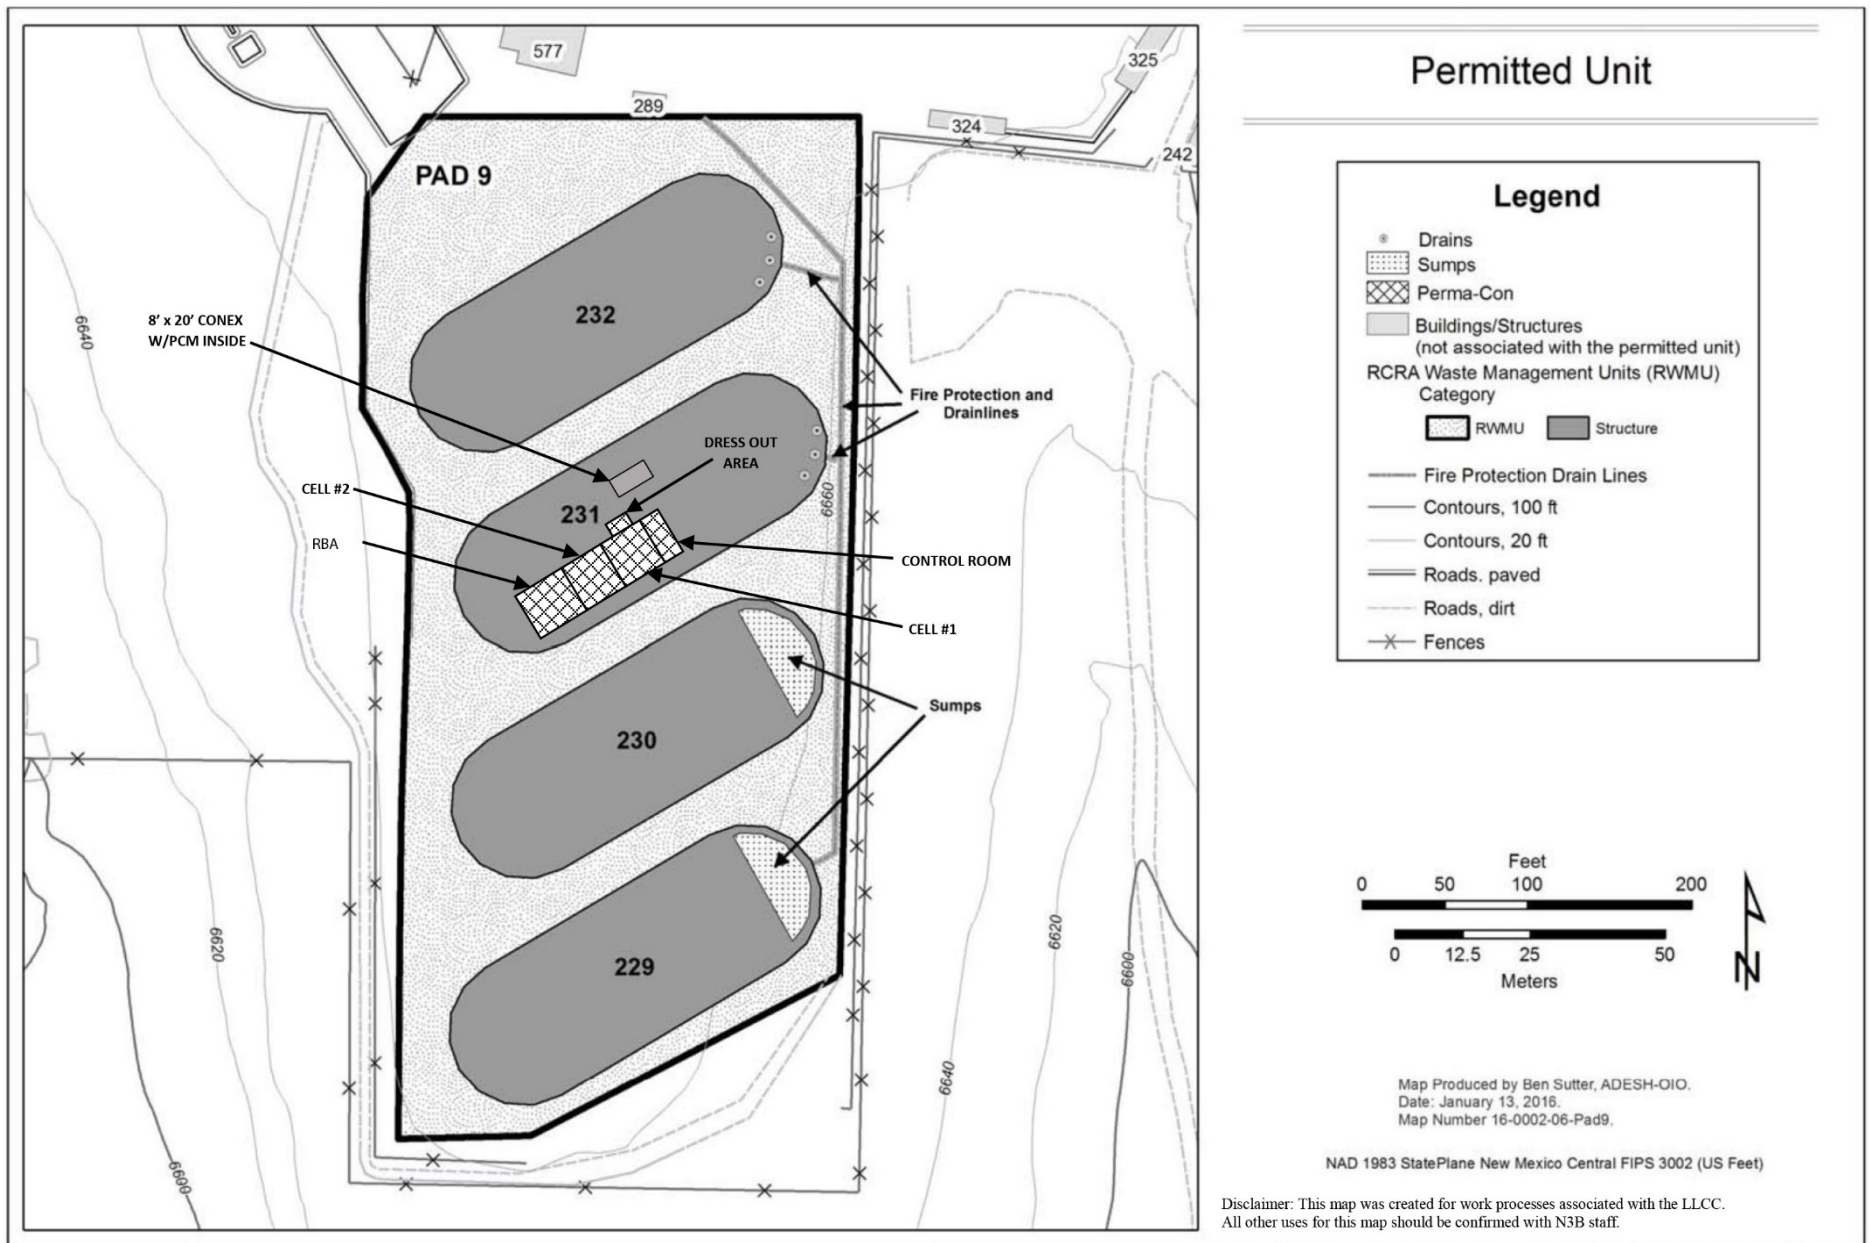 577
325
289
324
242
PAD 9
232
6640
8' x 20' CONEX
W/PCM INSIDE
Fire Protection and
Drainlines
DRESS OUT
AREA
CELL #2
231
6660
RBA
CONTROL ROOM
CELL #1
Sumps
230
229
6620
6620
6600
6640
6600
Permitted Unit
Legend
Drains
Sumps
Perma-Con
Buildings/Structures
(not associated with the permitted unit)
RCRA Waste Management Units (RWMU)
Category
RWMU
Structure
Fire Protection Drain Lines
Contours, 100 ft
Contours, 20 ft
Roads. paved
Roads, dirt
Fences
Feet
0 50 100 200
0 12.5 25 50
Meters
N
Map Produced by Ben Sutter, ADESH-OIO.
Date: January 13, 2016.
Map Number 16-0002-06-Pad9.
NAD 1983 StatePlane New Mexico Central FIPS 3002 (US Feet)
Disclaimer: This map was created for work processes associated with the LLCC.
All other uses for this map should be confirmed with N3B staff.